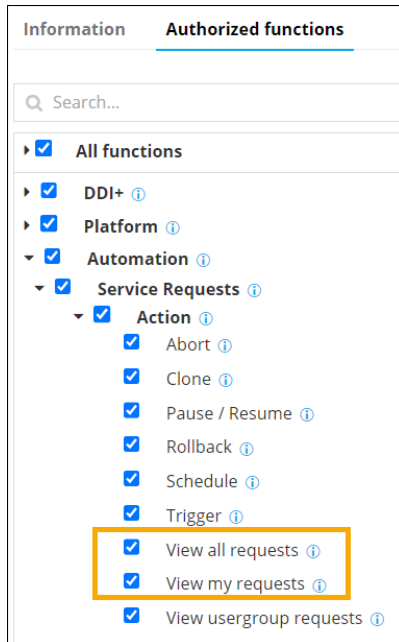 Information Authorized functions
Search...
All functions
DDI+
Platform
Automation
Service Requests
Action
Abort
Clone
Pause / Resume
Rollback
Schedule
Trigger
View all requests
View my requests
View usergroup requests